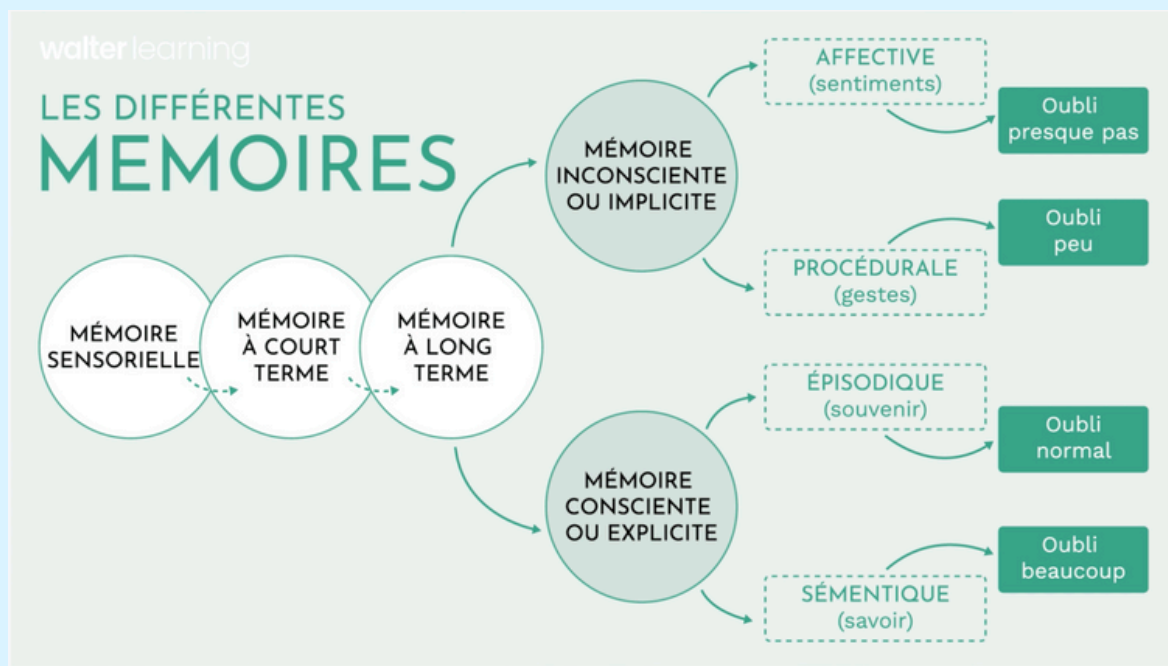 walter learning
LES DIFFÉRENTES
MEMOIRES
MÉMOIRE
SENSORIELLE
MÉMOIRE
À COURT
TERME
MÉMOIRE
À LONG
TERME
MÉMOIRE
INCONSCIENTE
OU IMPLICITE
AFFECTIVE
(sentiments)
Oubli
presque pas
PROCÉDURALE
(gestes)
Oubli
peu
MÉMOIRE
CONSCIENTE
OU EXPLICITE
ÉPISODIQUE
(souvenir)
Oubli
normal
SÉMENTIQUE
(savoir)
Oubli
beaucoup